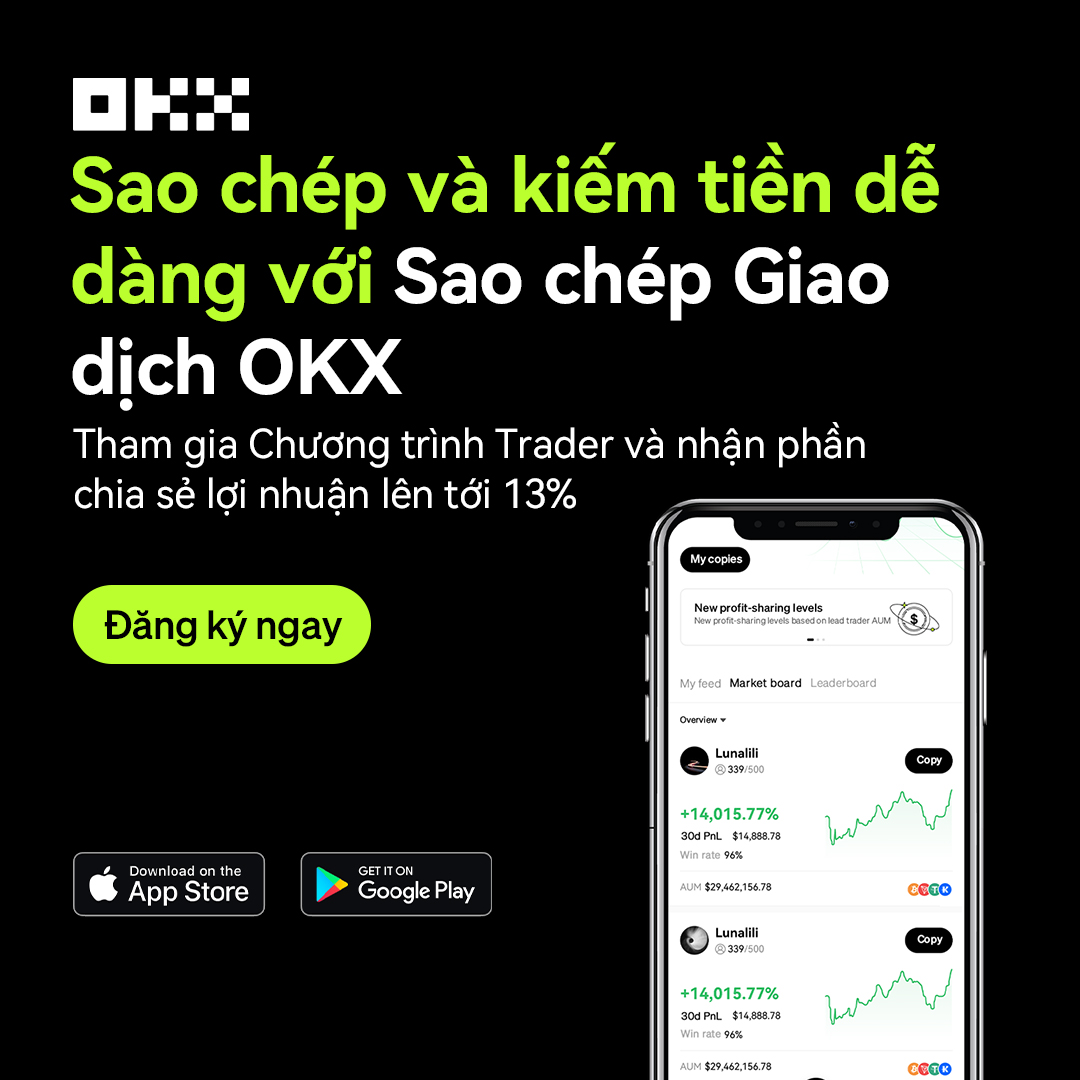 OKX
Sao chép và kiếm tiền dễ
dàng với Sao chép Giao
dịch OKX
Tham gia Chương trình Trader và nhận phần
chia sẻ lợi nhuận lên tới 13%
Đăng ký ngay
Download on the
App Store
GET IT ON
Google Play
My copies
New profit-sharing levels
New profit-sharing levels based on lead trader AUM
$
My feed Market board Leaderboard
Overview
Lunalili
339/500
Copy
+14,015.77%
30d PnL $14,888.78
Win rate 96%
AUM $29,462,156.78
Lunalili
339/500
Copy
+14,015.77%
30d PnL $14,888.78
Win rate 96%
AUM $29,462,156.78